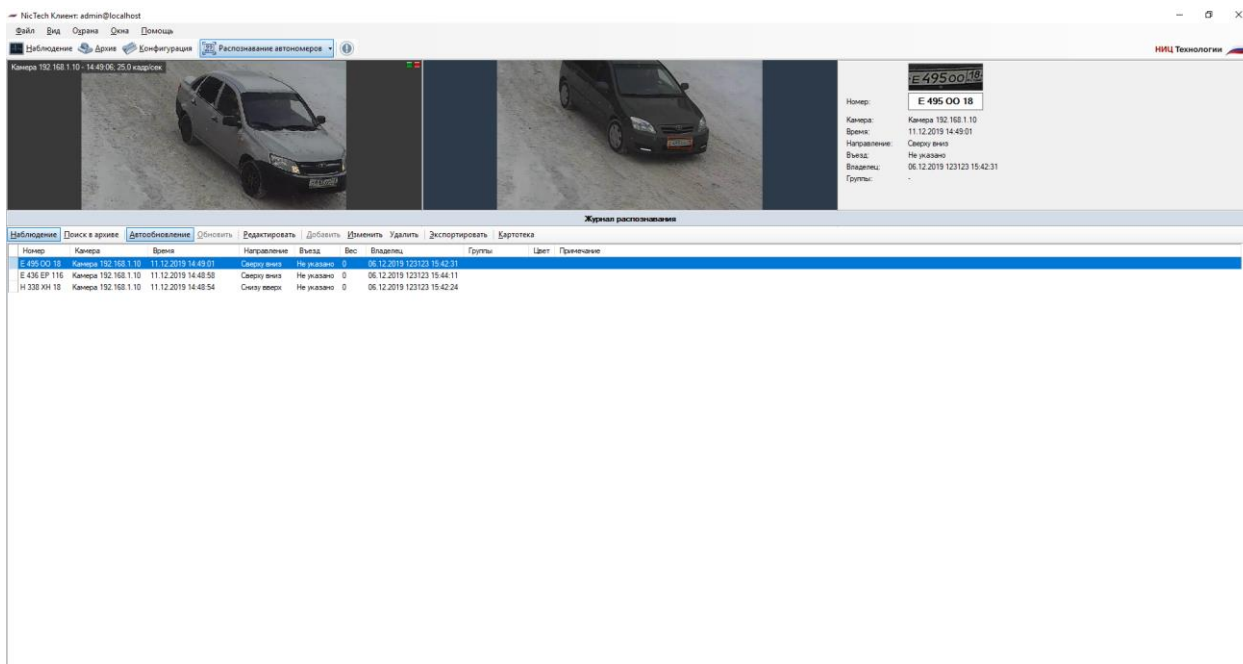 NicTech Клиент: admin@localhost
Файл Вид Охрана Окна Помощь
Наблюдение Архив Конфигурация Распознавание автономеров
НИЦ Технологии
Камера 192.168.1.10 - 14:49:06; 25.0 кадр/сек
E495оо 18
Номер: E 495 OO 18
Камера: Камера 192.168.1.10
Время: 11.12.2019 14:49:01
Направление: Сверху вниз
Въезд: Не указано
Владелец: 06.12.2019 123123 15:42:31
Группы: -
Журнал распознавания
Наблюдение Поиск в архиве Автообновление Обновить Редактировать Добавить Изменить Удалить Экспортировать Картотека
Номер Камера Время Направление Въезд Вес Владелец Группы Цвет Примечание
E 495 OO 18 Камера 192.168.1.10 11.12.2019 14:49:01 Сверху вниз Не указано 0 06.12.2019 123123 15:42:31
E 436 EP 116 Камера 192.168.1.10 11.12.2019 14:48:58 Сверху вниз Не указано 0 06.12.2019 123123 15:44:11
H 338 XH 18 Камера 192.168.1.10 11.12.2019 14:48:54 Снизу вверх Не указано 0 06.12.2019 123123 15:42:24